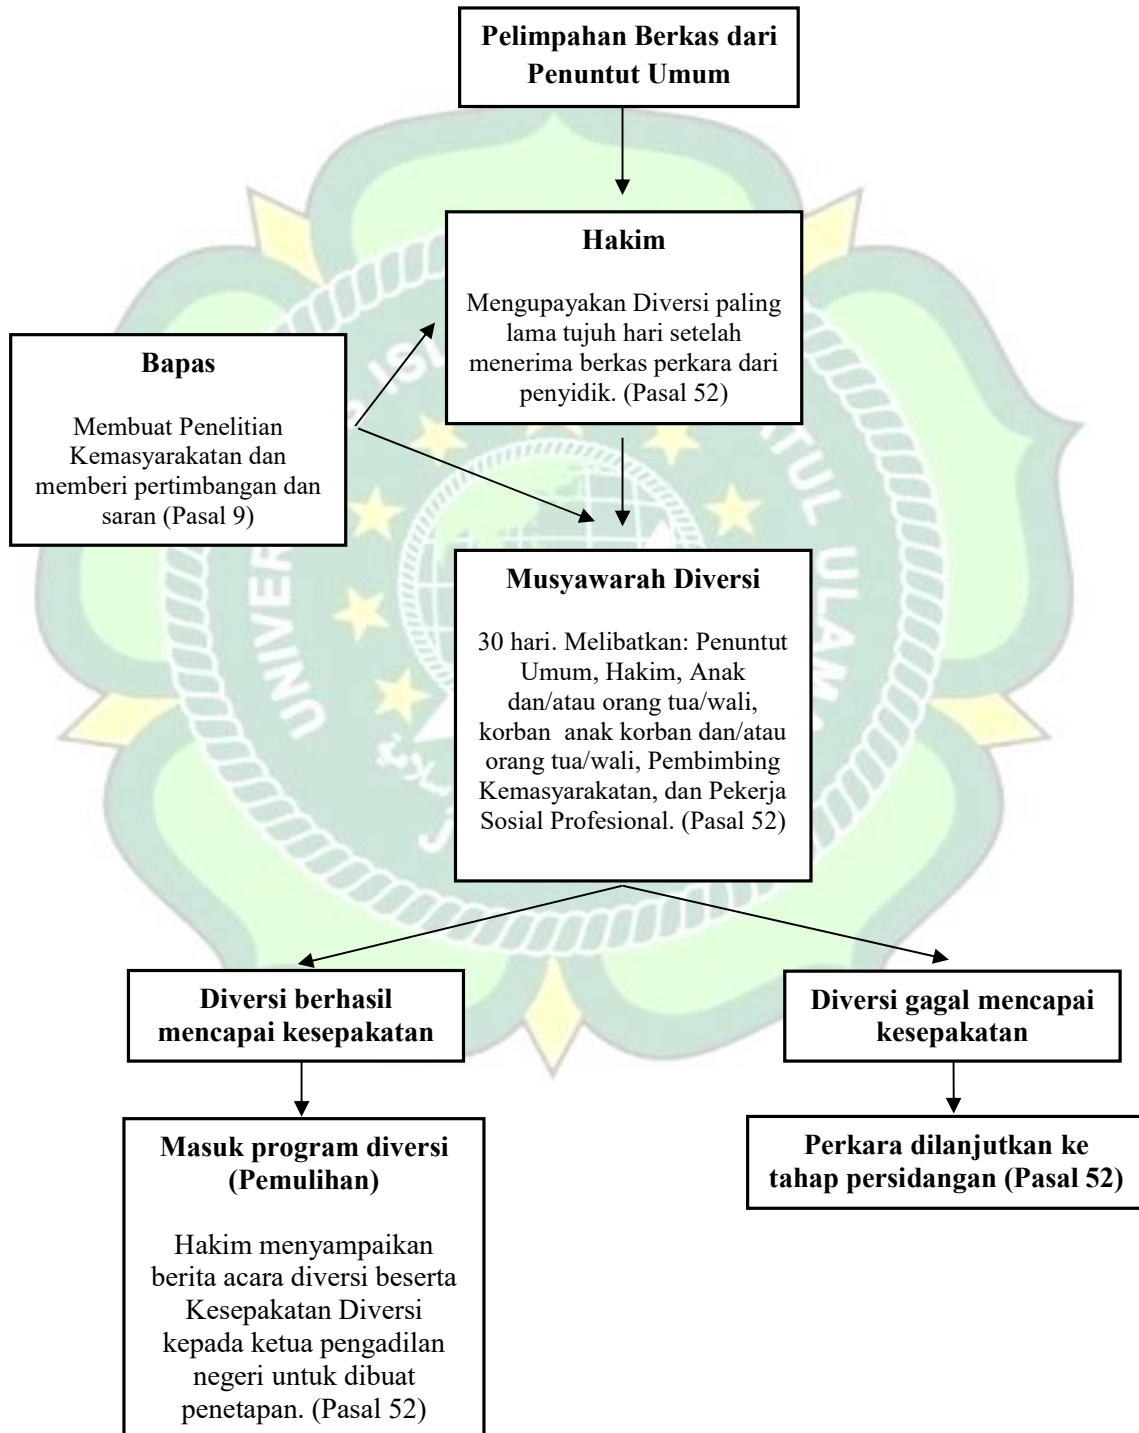 Pelimpahan Berkas dari
Penuntut Umum
Hakim
Mengupayakan Diversi paling
lama tujuh hari setelah
menerima berkas perkara dari
penyidik. (Pasal 52)
Bapas
Membuat Penelitian
Kemasyarakatan dan
memberi pertimbangan dan
saran (Pasal 9)
Musyawarah Diversi
30 hari. Melibatkan: Penuntut
Umum, Hakim, Anak
dan/atau orang tua/wali,
korban  anak korban dan/atau
orang tua/wali, Pembimbing
Kemasyarakatan, dan Pekerja
Sosial Profesional. (Pasal 52)
Diversi berhasil
mencapai kesepakatan
Diversi gagal mencapai
kesepakatan
Masuk program diversi
(Pemulihan)
Hakim menyampaikan
berita acara diversi beserta
Kesepakatan Diversi
kepada ketua pengadilan
negeri untuk dibuat
penetapan. (Pasal 52)
Perkara dilanjutkan ke
tahap persidangan (Pasal 52)